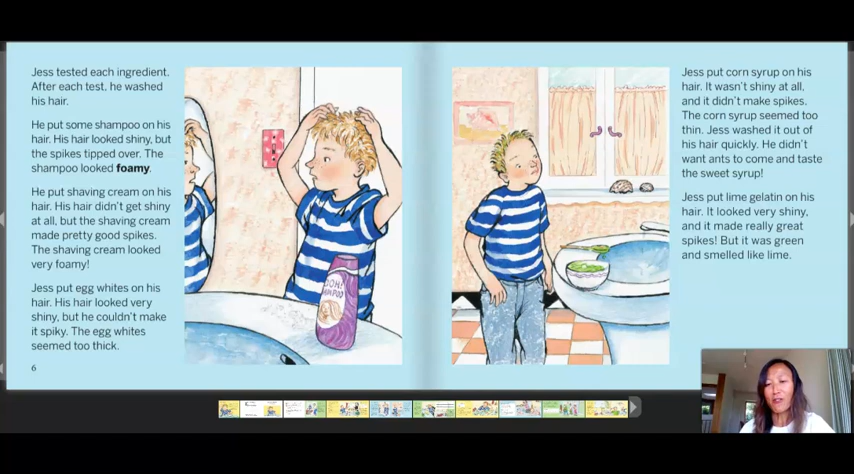 Jess tested each ingredient.
After each test, he washed
his hair.
He put some shampoo on his
hair. His hair looked shiny, but
the spikes tipped over. The
shampoo looked foamy.
He put shaving cream on his
hair. His hair didn't get shiny
at all, but the shaving cream
made pretty good spikes.
The shaving cream looked
very foamy!
Jess put egg whites on his
hair. His hair looked very
shiny, but he couldn't make
it spiky. The egg whites
seemed too thick.
6
Jess put corn syrup on his
hair. It wasn't shiny at all,
and it didn't make spikes.
The corn syrup seemed too
thin. Jess washed it out of
his hair quickly. He didn't
want ants to come and taste
the sweet syrup!
Jess put lime gelatin on his
hair. It looked very shiny,
and it made really great
spikes! But it was green
and smelled like lime.